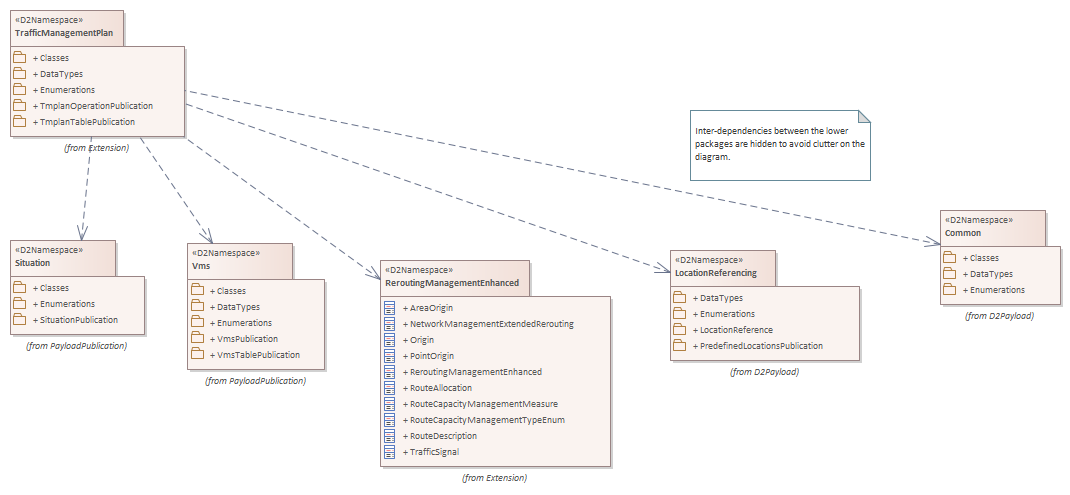 «D2Namespace»
TrafficManagementPlan
+ Classes
+ DataTypes
+ Enumerations
+ TmplanOperationPublication
+ TmplanTablePublication
(from Extension)
Inter-dependencies between the lower
packages are hidden to avoid clutter on the
diagram.
«D2Namespace»
Situation
+ Classes
+ Enumerations
+ SituationPublication
(from PayloadPublication)
«D2Namespace»
Vms
+ Classes
+ DataTypes
+ Enumerations
+ VmsPublication
+ VmsTablePublication
(from PayloadPublication)
«D2Namespace»
ReroutingManagementEnhanced
+ AreaOrigin
+ NetworkManagementExtendedRerouting
+ Origin
+ PointOrigin
+ ReroutingManagementEnhanced
+ RouteAllocation
+ RouteCapacityManagementMeasure
+ RouteCapacityManagementTypeEnum
+ RouteDescription
+ TrafficSignal
(from Extension)
«D2Namespace»
LocationReferencing
+ DataTypes
+ Enumerations
+ LocationReference
+ PredefinedLocationsPublication
(from D2Payload)
«D2Namespace»
Common
+ Classes
+ DataTypes
+ Enumerations
(from D2Payload)